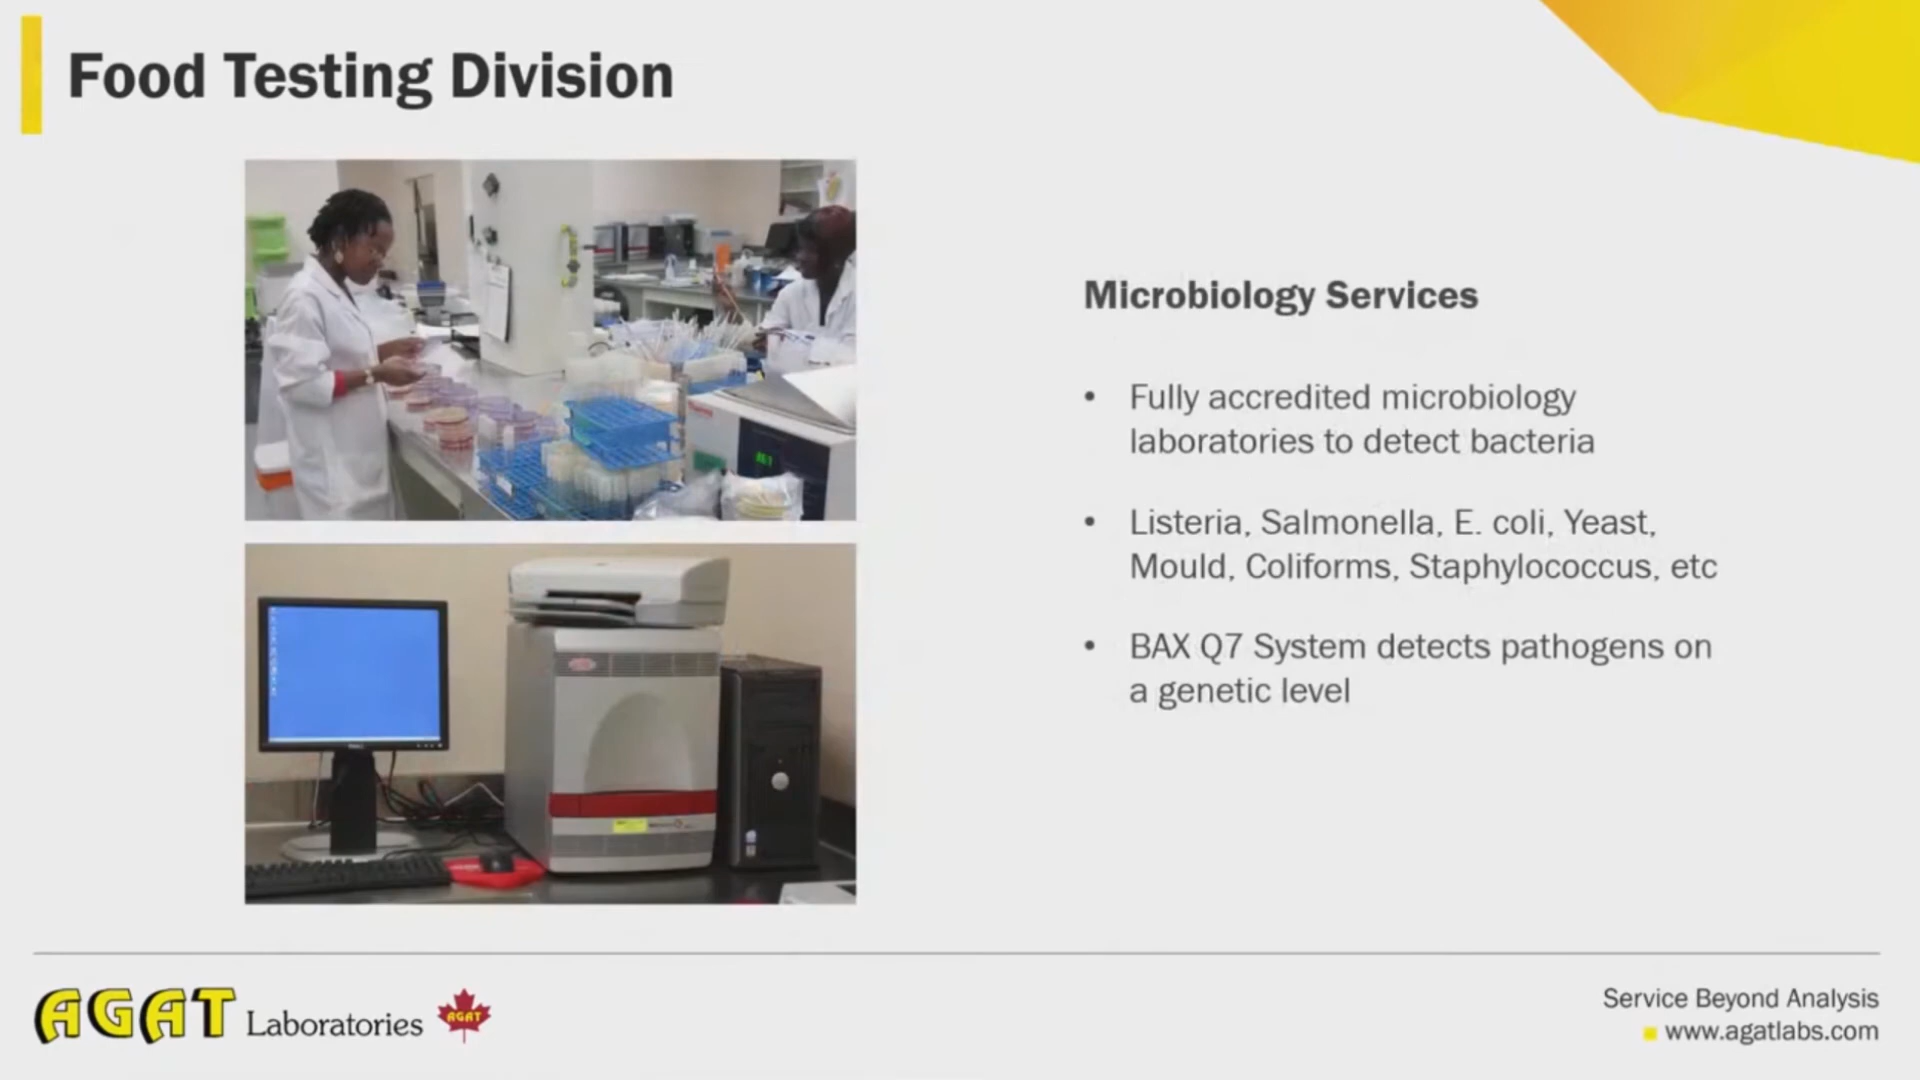 Food Testing Division
Microbiology Services
• Fully accredited microbiology
laboratories to detect bacteria
• Listeria, Salmonella, E. coli, Yeast,
Mould, Coliforms, Staphylococcus, etc
• BAX Q7 System detects pathogens on
a genetic level
AGAT Laboratories
AGAT
Service Beyond Analysis
www.agatlabs.com